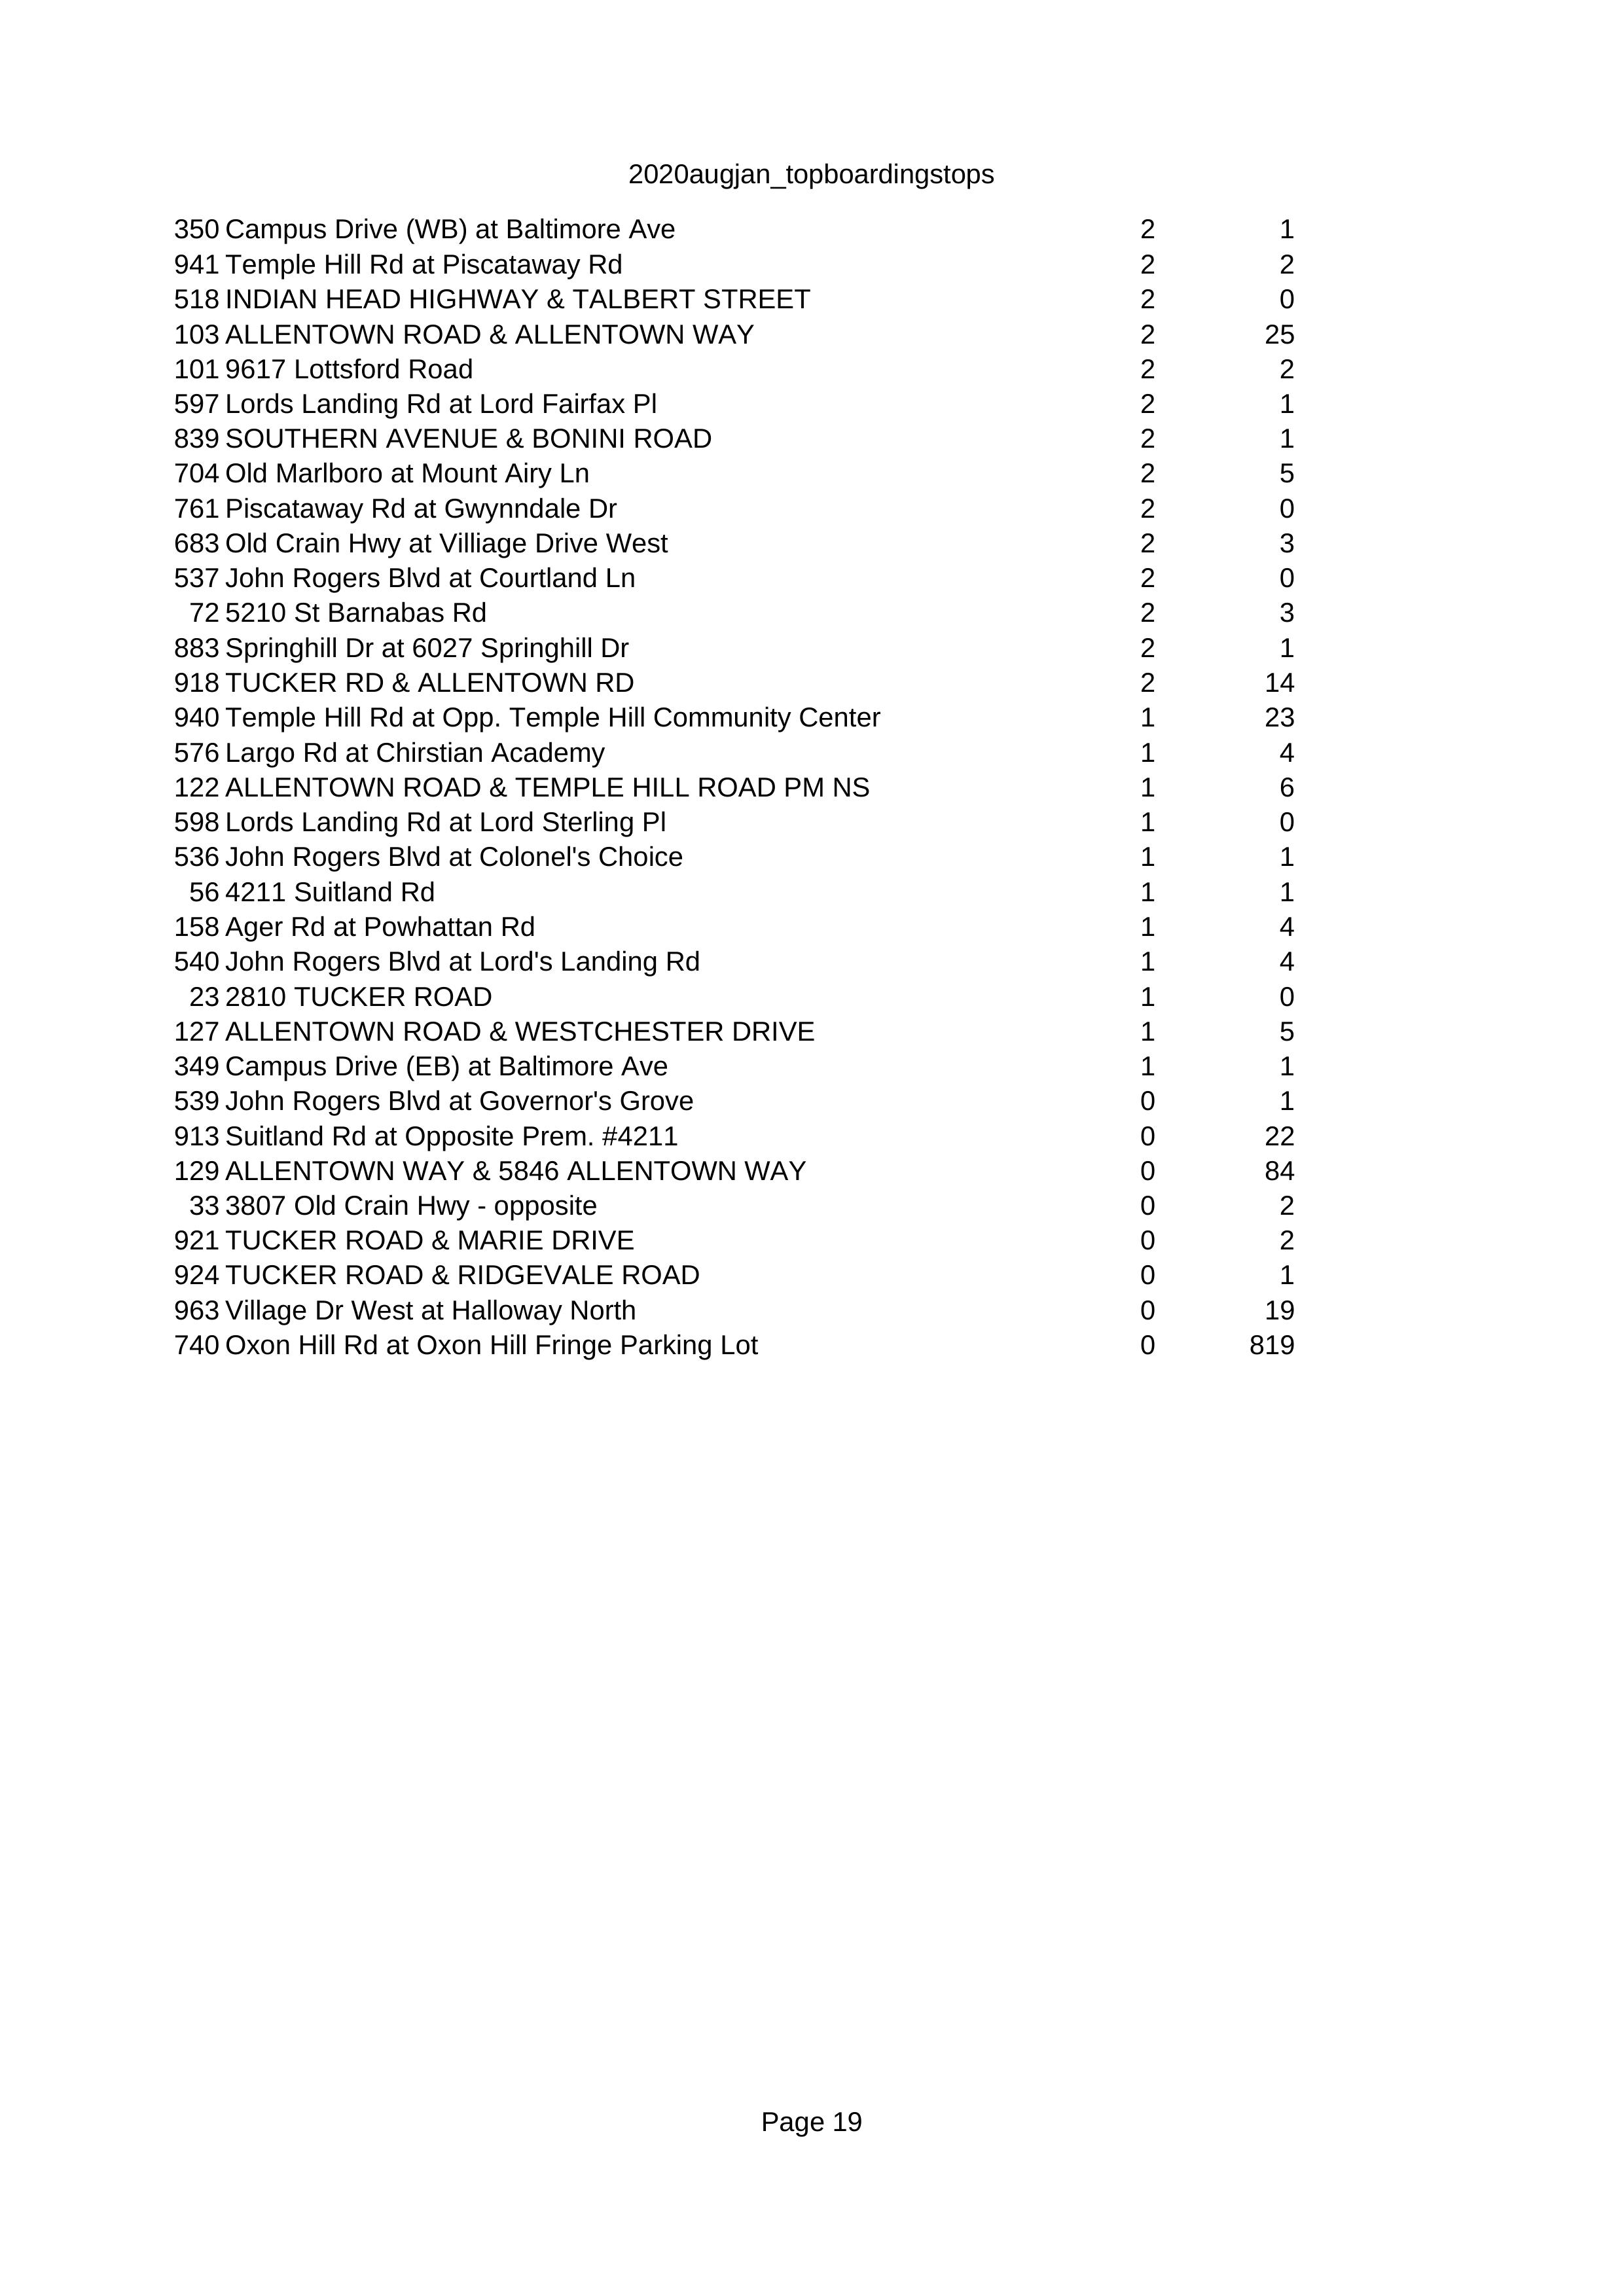 2020augjan_topboardingstops
350 Campus Drive (WB) at Baltimore Ave 2 1
941 Temple Hill Rd at Piscataway Rd 2 2
518 INDIAN HEAD HIGHWAY & TALBERT STREET 2 0
103 ALLENTOWN ROAD & ALLENTOWN WAY 2 25
101 9617 Lottsford Road 2 2
597 Lords Landing Rd at Lord Fairfax Pl 2 1
839 SOUTHERN AVENUE & BONINI ROAD 2 1
704 Old Marlboro at Mount Airy Ln 2 5
761 Piscataway Rd at Gwynndale Dr 2 0
683 Old Crain Hwy at Villiage Drive West 2 3
537 John Rogers Blvd at Courtland Ln 2 0
72 5210 St Barnabas Rd 2 3
883 Springhill Dr at 6027 Springhill Dr 2 1
918 TUCKER RD & ALLENTOWN RD 2 14
940 Temple Hill Rd at Opp. Temple Hill Community Center 1 23
576 Largo Rd at Chirstian Academy 1 4
122 ALLENTOWN ROAD & TEMPLE HILL ROAD PM NS 1 6
598 Lords Landing Rd at Lord Sterling Pl 1 0
536 John Rogers Blvd at Colonel's Choice 1 1
56 4211 Suitland Rd 1 1
158 Ager Rd at Powhattan Rd 1 4
540 John Rogers Blvd at Lord's Landing Rd 1 4
23 2810 TUCKER ROAD 1 0
127 ALLENTOWN ROAD & WESTCHESTER DRIVE 1 5
349 Campus Drive (EB) at Baltimore Ave 1 1
539 John Rogers Blvd at Governor's Grove 0 1
913 Suitland Rd at Opposite Prem. #4211 0 22
129 ALLENTOWN WAY & 5846 ALLENTOWN WAY 0 84
33 3807 Old Crain Hwy - opposite 0 2
921 TUCKER ROAD & MARIE DRIVE 0 2
924 TUCKER ROAD & RIDGEVALE ROAD 0 1
963 Village Dr West at Halloway North 0 19
740 Oxon Hill Rd at Oxon Hill Fringe Parking Lot 0 819
Page 19